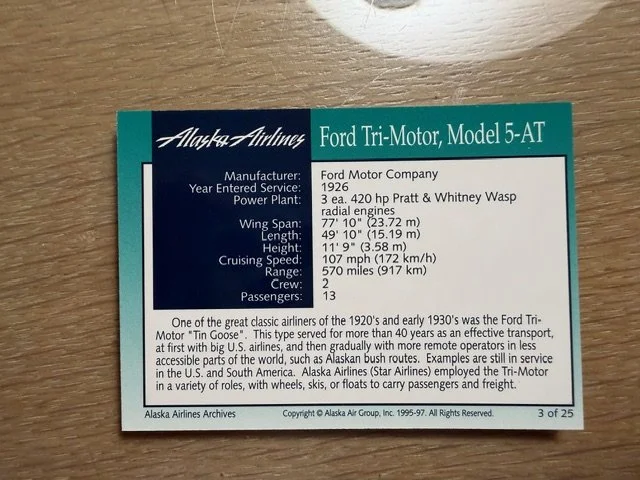 Alaska Airlines Ford Tri-Motor, Model 5-AT
Manufacturer: Ford Motor Company
Year Entered Service: 1926
Power Plant: 3 ea. 420 hp Pratt & Whitney Wasp
radial engines
Wing Span: 77' 10" (23.72 m)
Length: 49' 10" (15.19 m)
Height: 11' 9" (3.58 m)
Cruising Speed: 107 mph (172 km/h)
Range: 570 miles (917 km)
Crew: 2
Passengers: 13
One of the great classic airliners of the 1920's and early 1930's was the Ford Tri-
Motor "Tin Goose". This type served for more than 40 years as an effective transport,
at first with big U.S. airlines, and then gradually with more remote operators in less
accessible parts of the world, such as Alaskan bush routes. Examples are still in service
in the U.S. and South America. Alaska Airlines (Star Airlines) employed the Tri-Motor
in a variety of roles, with wheels, skis, or floats to carry passengers and freight.
Alaska Airlines Archives Copyright © Alaska Air Group, Inc. 1995-97. All Rights Reserved. 3 of 25